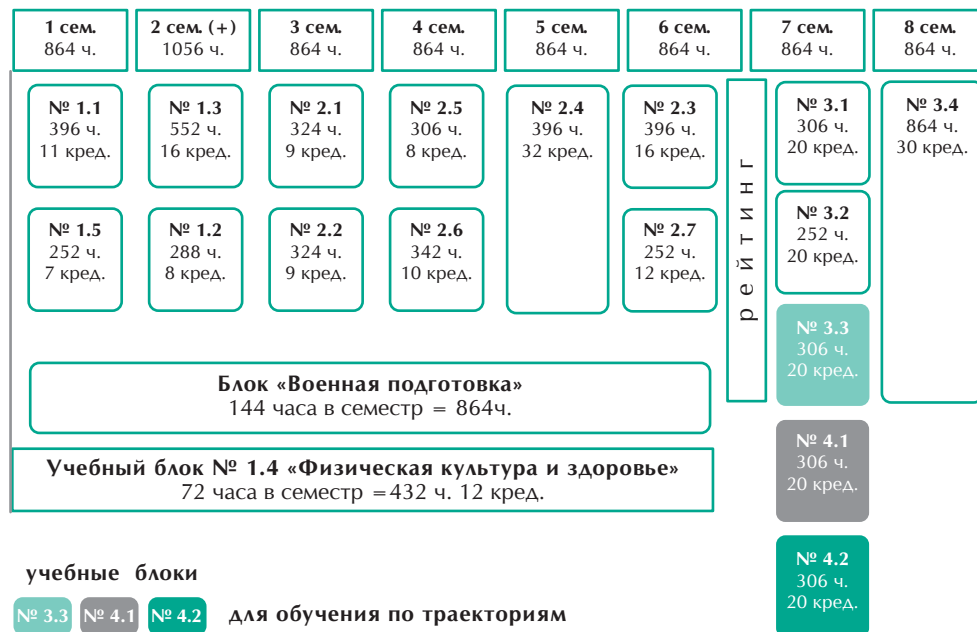 1 сем.
864 ч.
2 сем. (+)
1056 ч.
3 сем.
864 ч.
4 сем.
864 ч.
5 сем.
864 ч.
6 сем.
864 ч.
7 сем.
864 ч.
8 сем.
864 ч.
№ 1.1
396 ч.
11 кред.
№ 1.3
552 ч.
16 кред.
№ 2.1
324 ч.
9 кред.
№ 2.5
306 ч.
8 кред.
№ 2.4
396 ч.
32 кред.
№ 2.3
396 ч.
16 кред.
рейтинг
№ 3.1
306 ч.
20 кред.
№ 3.4
864 ч.
30 кред.
№ 1.5
252 ч.
7 кред.
№ 1.2
288 ч.
8 кред.
№ 2.2
324 ч.
9 кред.
№ 2.6
342 ч.
10 кред.
№ 2.7
252 ч.
12 кред.
№ 3.2
252 ч.
20 кред.
№ 3.3
306 ч.
20 кред.
Блок «Военная подготовка»
144 часа в семестр = 864ч.
№ 4.1
306 ч.
20 кред.
Учебный блок № 1.4 «Физическая культура и здоровье»
72 часа в семестр =432 ч. 12 кред.
№ 4.2
306 ч.
20 кред.
учебные блоки
№ 3.3 № 4.1 № 4.2 для обучения по траекториям